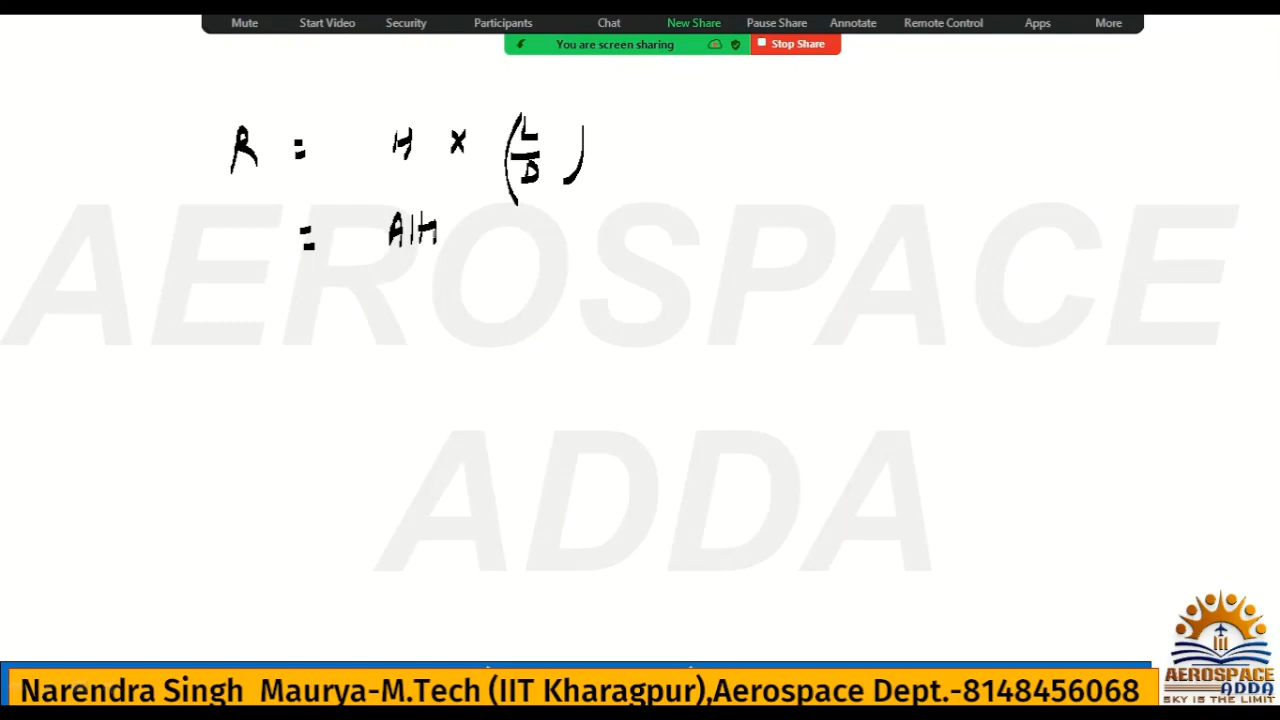 Mute Start Video Security Participants Chat New Share Pause Share Annotate Remote Control Apps More
You are screen sharing Stop Share
R = H × (L/D)
= Alt
AEROSPACE
ADDA
Narendra Singh Maurya-M.Tech (IIT Kharagpur),Aerospace Dept.-8148456068
AEROSPACE
ADDA
SKY IS THE LIMIT